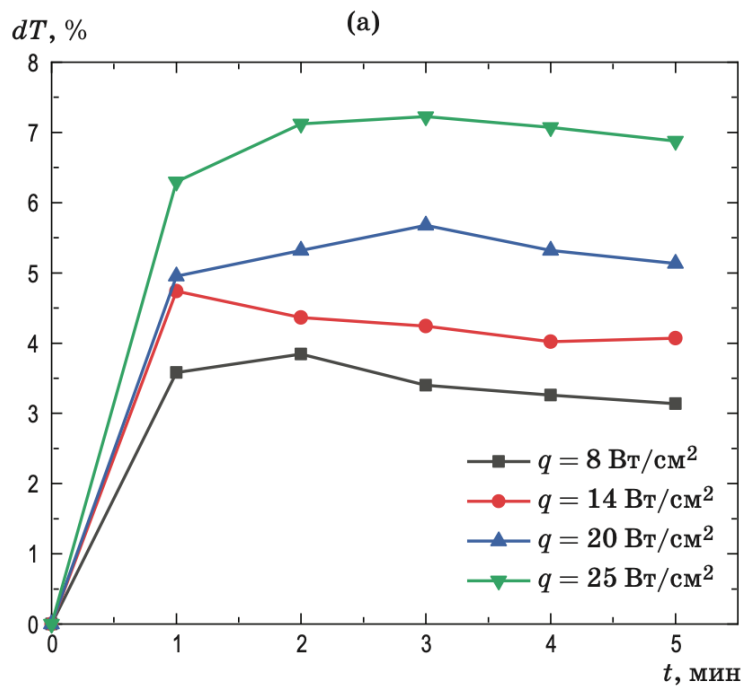 (a)
dT, %
8
7
6
5
4
3
2
1
0
0 1 2 3 4 5
t, мин
q = 8 Вт/см²
q = 14 Вт/см²
q = 20 Вт/см²
q = 25 Вт/см²